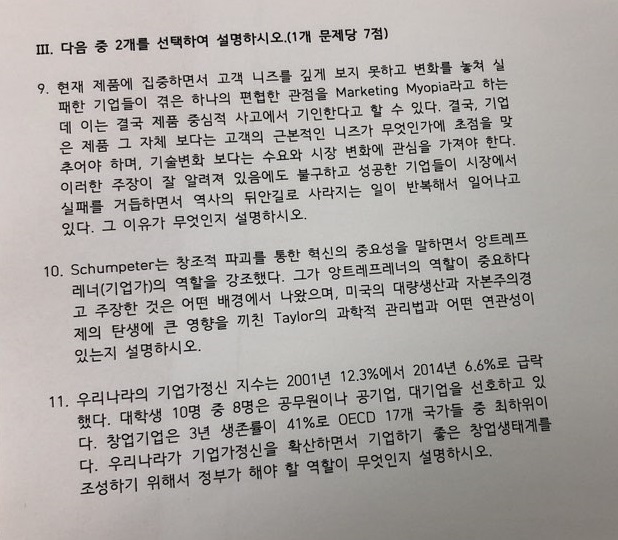 Ⅲ. 다음 중 2개를 선택하여 설명하시오.(1개 문제당 7점)
9. 현재 제품에 집중하면서 고객 니즈를 깊게 보지 못하고 변화를 놓쳐 실
패한 기업들이 겪은 하나의 편협한 관점을 Marketing Myopia라고 하는
데 이는 결국 제품 중심적 사고에서 기인한다고 할 수 있다. 결국, 기업
은 제품 그 자체 보다는 고객의 근본적인 니즈가 무엇인가에 초점을 맞
추어야 하며, 기술변화 보다는 수요와 시장 변화에 관심을 가져야 한다.
이러한 주장이 잘 알려져 있음에도 불구하고 성공한 기업들이 시장에서
실패를 거듭하면서 역사의 뒤안길로 사라지는 일이 반복해서 일어나고
있다. 그 이유가 무엇인지 설명하시오.
10. Schumpeter는 창조적 파괴를 통한 혁신의 중요성을 말하면서 앙트레프
레너(기업가)의 역할을 강조했다. 그가 앙트레프레너의 역할이 중요하다
고 주장한 것은 어떤 배경에서 나왔으며, 미국의 대량생산과 자본주의경
제의 탄생에 큰 영향을 끼친 Taylor의 과학적 관리법과 어떤 연관성이
있는지 설명하시오.
11. 우리나라의 기업가정신 지수는 2001년 12.3%에서 2014년 6.6%로 급락
했다. 대학생 10명 중 8명은 공무원이나 공기업, 대기업을 선호하고 있
다. 창업기업은 3년 생존률이 41%로 OECD 17개 국가들 중 최하위이
다. 우리나라가 기업가정신을 확산하면서 기업하기 좋은 창업생태계를
조성하기 위해서 정부가 해야 할 역할이 무엇인지 설명하시오.